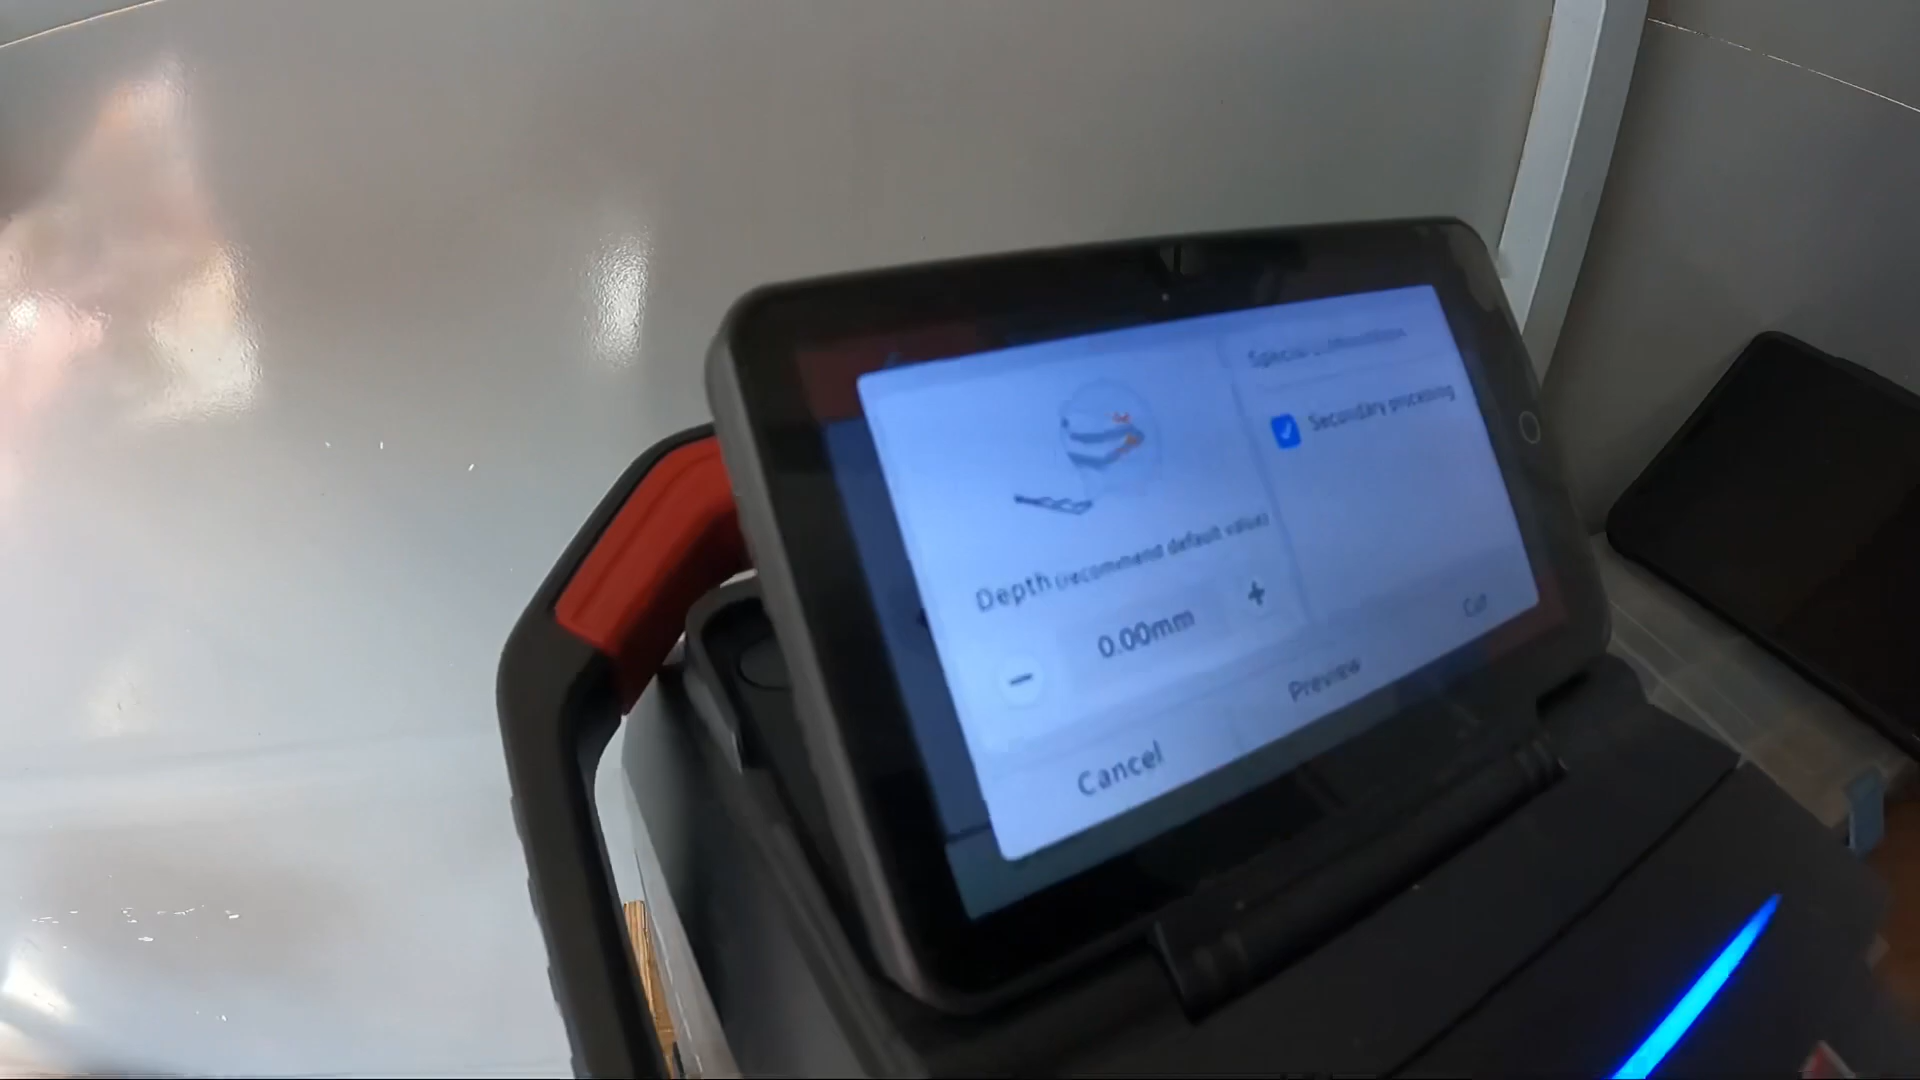 Secondary processing
Depth (recommend default value)
0.00mm
Cancel
Preview
Cut